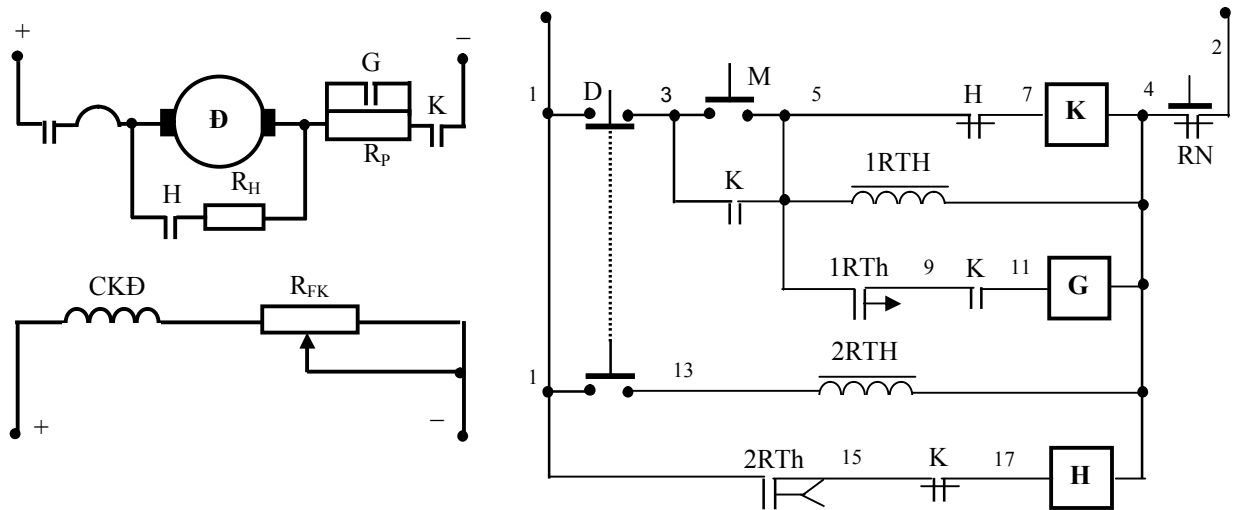 +
–
G
K
Đ
R_P
H
R_H
CKĐ
R_FK
+
–
1
D
3
M
5
H
7
K
4
2
RN
K
1RTH
1RTh
9
K
11
G
1
13
2RTH
2RTh
15
K
17
H